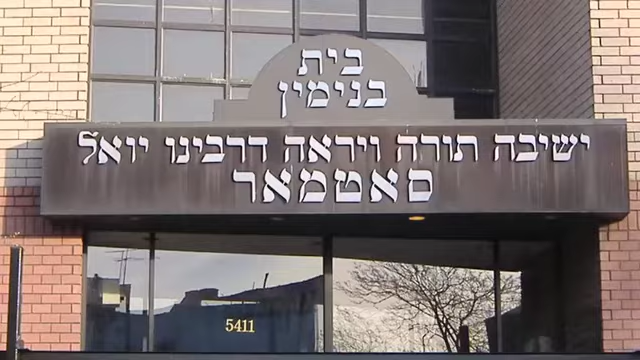 בית
בנימין
ישיבה תורה ויראה דרבינו יואל
סאטמאר
5411